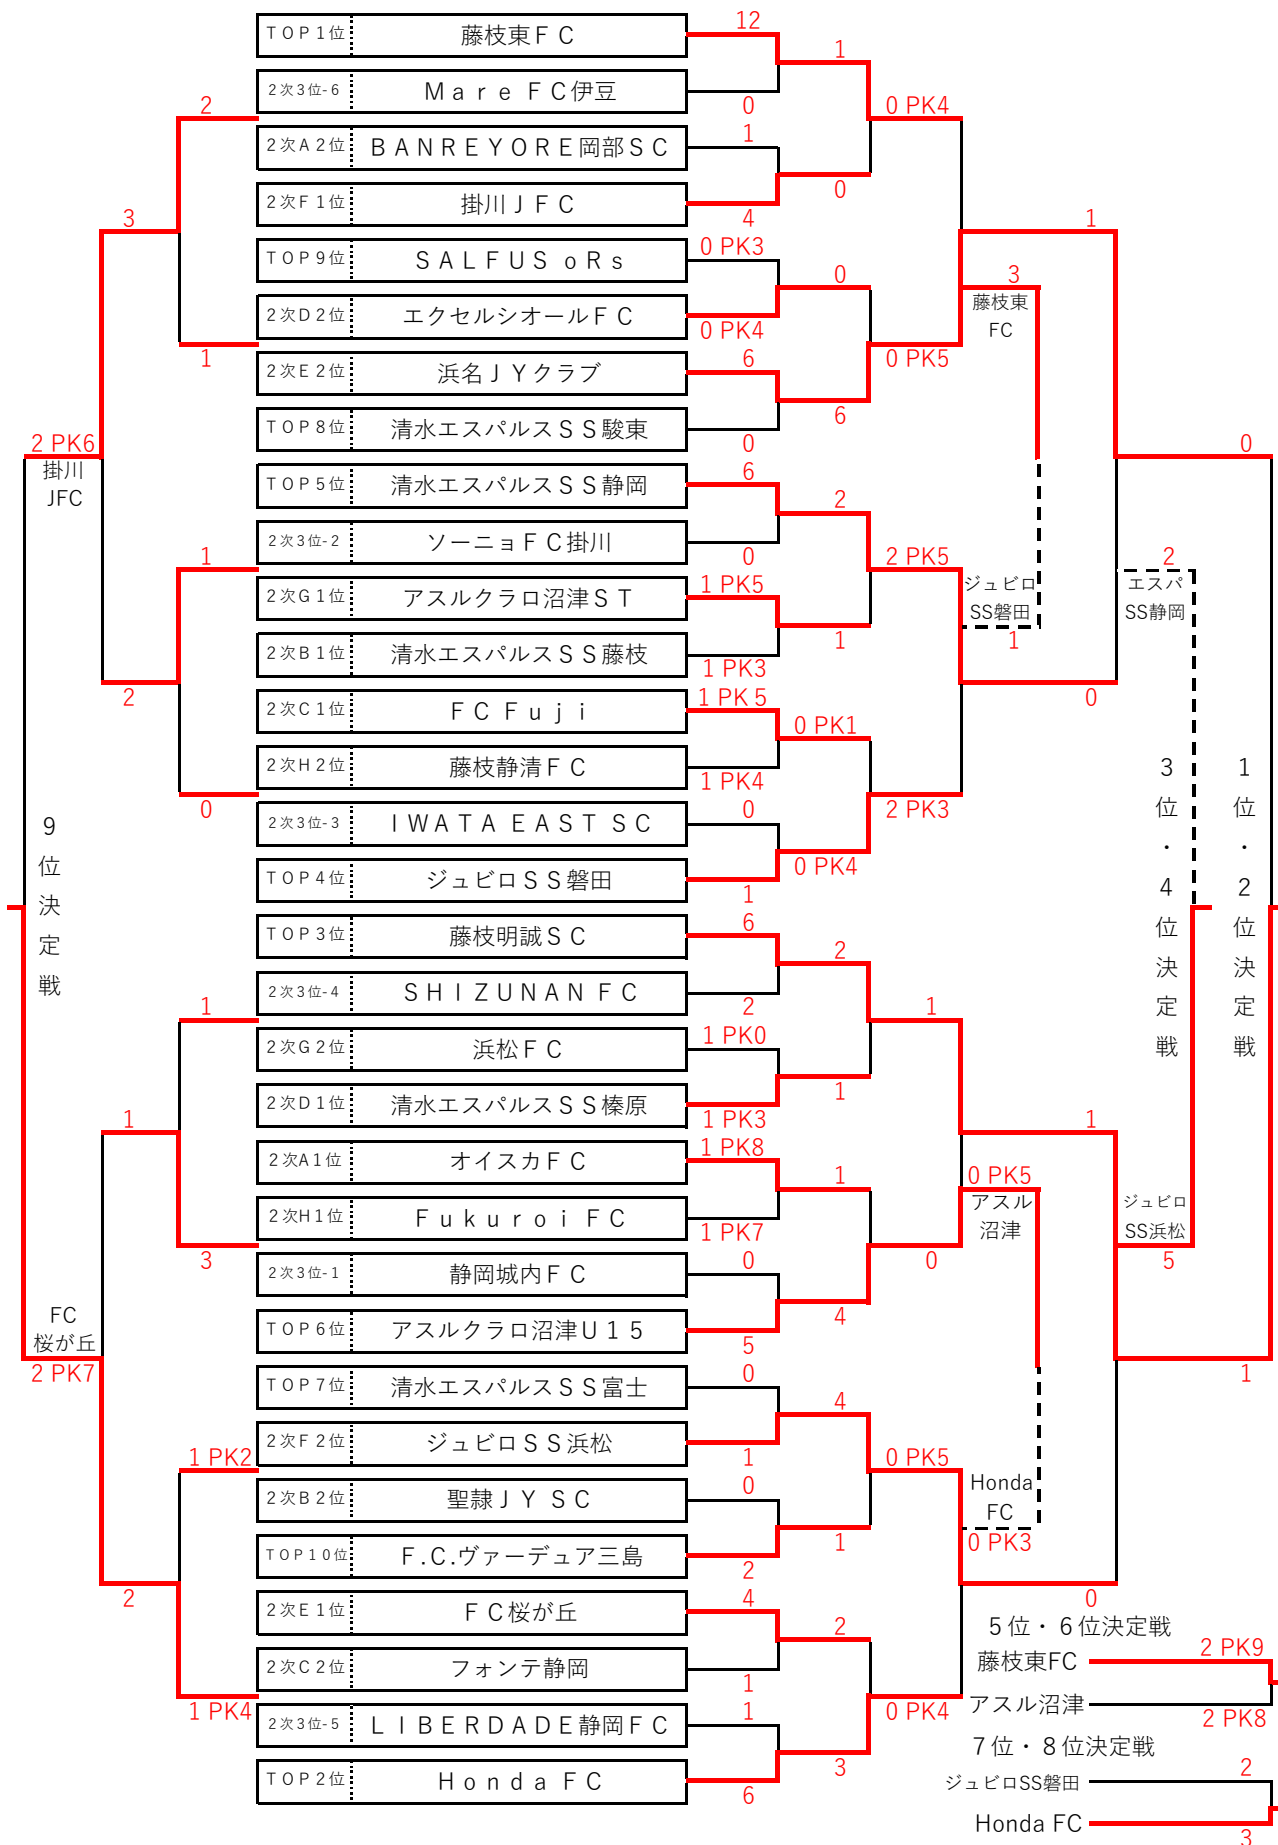 TOP1位 藤枝東ＦＣ 12
1
2次3位-6 Ｍａｒｅ ＦＣ伊豆
2 0 0 PK4
2次A2位 ＢＡＮＲＥＹＯＲＥ岡部ＳＣ 1
2次F1位 掛川ＪＦＣ 0
3 4 1
TOP9位 ＳＡＬＦＵＳ ｏＲｓ 0 PK3
0 3
2次D2位 エクセルシオールＦＣ 0 PK4 藤枝東
FC
1 6 0 PK5
2次E2位 浜名ＪＹクラブ
6
TOP8位 清水エスパルスＳＳ駿東 0
2 PK6 0
掛川
JFC
TOP5位 清水エスパルスＳＳ静岡 6
2
2次3位-2 ソーニョＦＣ掛川 0
1 2 PK5 2
2次G1位 アスルクラロ沼津ＳＴ 1 PK5
ジュビロ エスパ
SS磐田 SS静岡
2次B1位 清水エスパルスＳＳ藤枝 1 PK3
1 1
2次C1位 ＦＣ Ｆｕｊｉ 1 PK 5
2 0 PK1 0
2次H2位 藤枝静清ＦＣ 1 PK4
0 2 PK3
2次3位-3 ＩＷＡＴＡ ＥＡＳＴ ＳＣ 0
TOP4位 ジュビロＳＳ磐田 1
0 PK4
9位決定戦
3位・4位決定戦
1位・2位決定戦
TOP3位 藤枝明誠ＳＣ 6
2
2次3位-4 ＳＨＩＺＵＮＡＮ ＦＣ 2
1 1
2次G2位 浜松ＦＣ 1 PK0
2次D1位 清水エスパルスＳＳ榛原 1 PK3
1 1 1
2次A1位 オイスカＦＣ 1 PK8
1 0 PK5
アスル ジュビロ
沼津 SS浜松
2次H1位 Ｆｕｋｕｒｏｉ ＦＣ 1 PK7
3 0 5
2次3位-1 静岡城内ＦＣ 0
FC
桜が丘
TOP6位 アスルクラロ沼津Ｕ１５ 5
4
2 PK7 1
TOP7位 清水エスパルスＳＳ富士 0
4
2次F2位 ジュビロＳＳ浜松 1
1 PK2 0 PK5
2次B2位 聖隷ＪＹ ＳＣ 0
Honda
FC
TOP10位 Ｆ.Ｃ.ヴァーデュア三島 2
1 0 PK3
2次E1位 ＦＣ桜が丘 4
2 2 0
2次C2位 フォンテ静岡 1
1 PK4 0 PK4
2次3位-5 ＬＩＢＥＲＤＡＤＥ静岡ＦＣ 1
3
TOP2位 Ｈｏｎｄａ ＦＣ 6
5位・6位決定戦
藤枝東FC 2 PK9
アスル沼津 2 PK8
7位・8位決定戦
ジュビロSS磐田 2
Honda FC 3